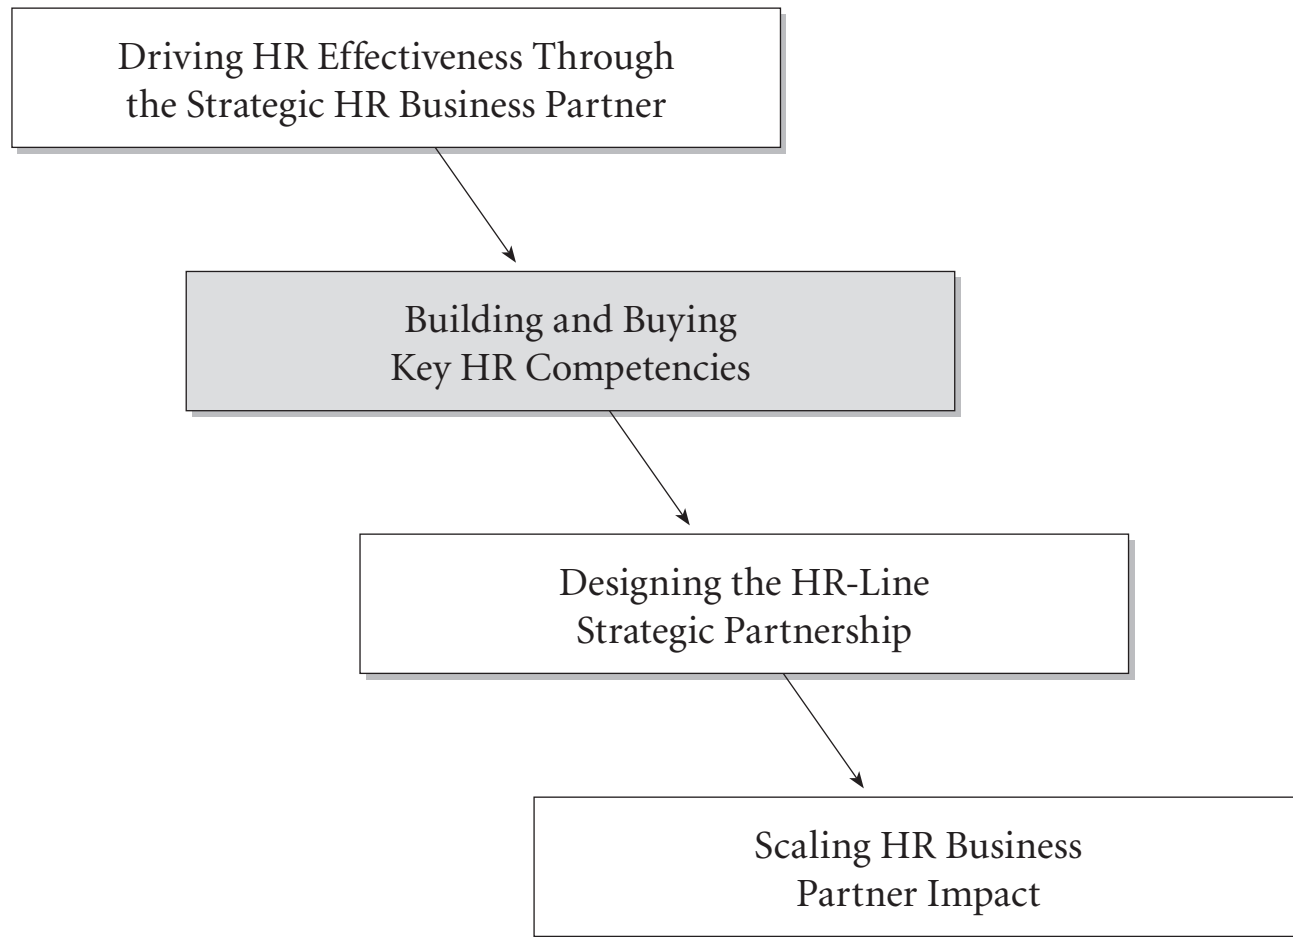 Driving HR Effectiveness Through
the Strategic HR Business Partner
Building and Buying
Key HR Competencies
Designing the HR-Line
Strategic Partnership
Scaling HR Business
Partner Impact